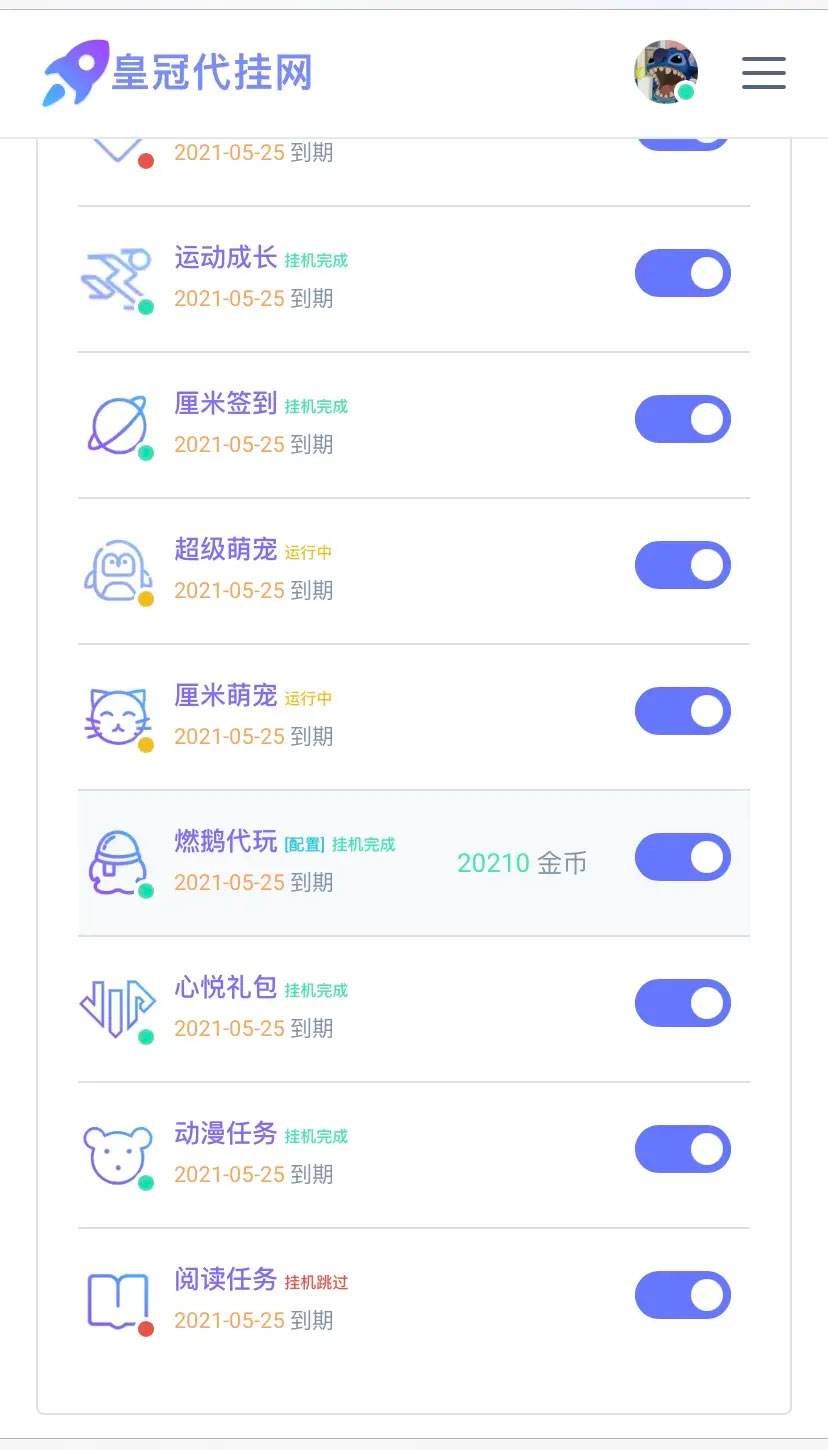 皇冠代挂网
2021-05-25 到期
运动成长 挂机完成
2021-05-25 到期
厘米签到 挂机完成
2021-05-25 到期
超级萌宠 运行中
2021-05-25 到期
厘米萌宠 运行中
2021-05-25 到期
燃鹅代玩 [配置] 挂机完成
20210 金币
2021-05-25 到期
心悦礼包 挂机完成
2021-05-25 到期
动漫任务 挂机完成
2021-05-25 到期
阅读任务 挂机跳过
2021-05-25 到期